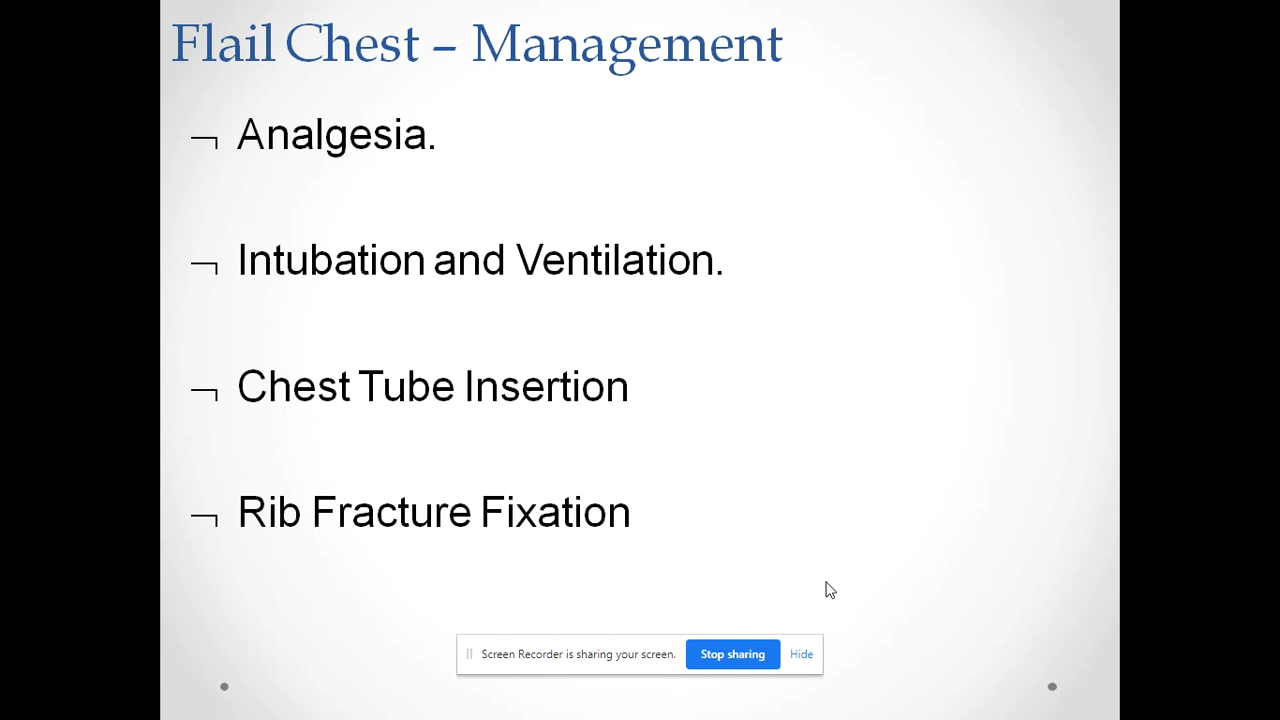 Flail Chest – Management
¬ Analgesia.
¬ Intubation and Ventilation.
¬ Chest Tube Insertion
¬ Rib Fracture Fixation
Screen Recorder is sharing your screen. Stop sharing Hide